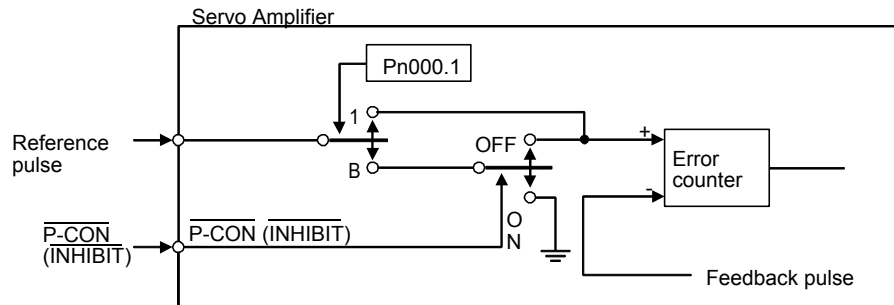 Servo Amplifier
Pn000.1
1
Reference
pulse
B
OFF
+
Error
counter
-
P-CON
(INHIBIT)
P-CON (INHIBIT)
O
N
Feedback pulse